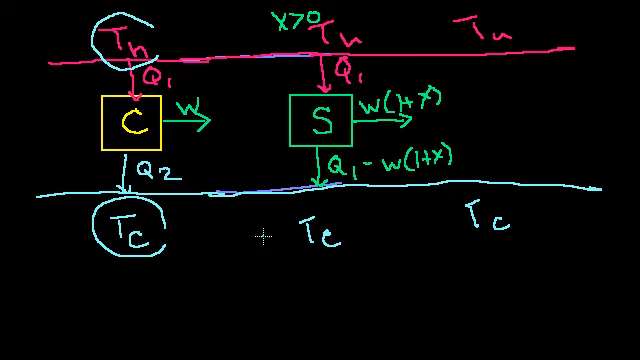 x>0
Th Th Th
Q1 Q1
C W S W(1+x)
Q2 Q1 - W(1+x)
Tc Tc Tc